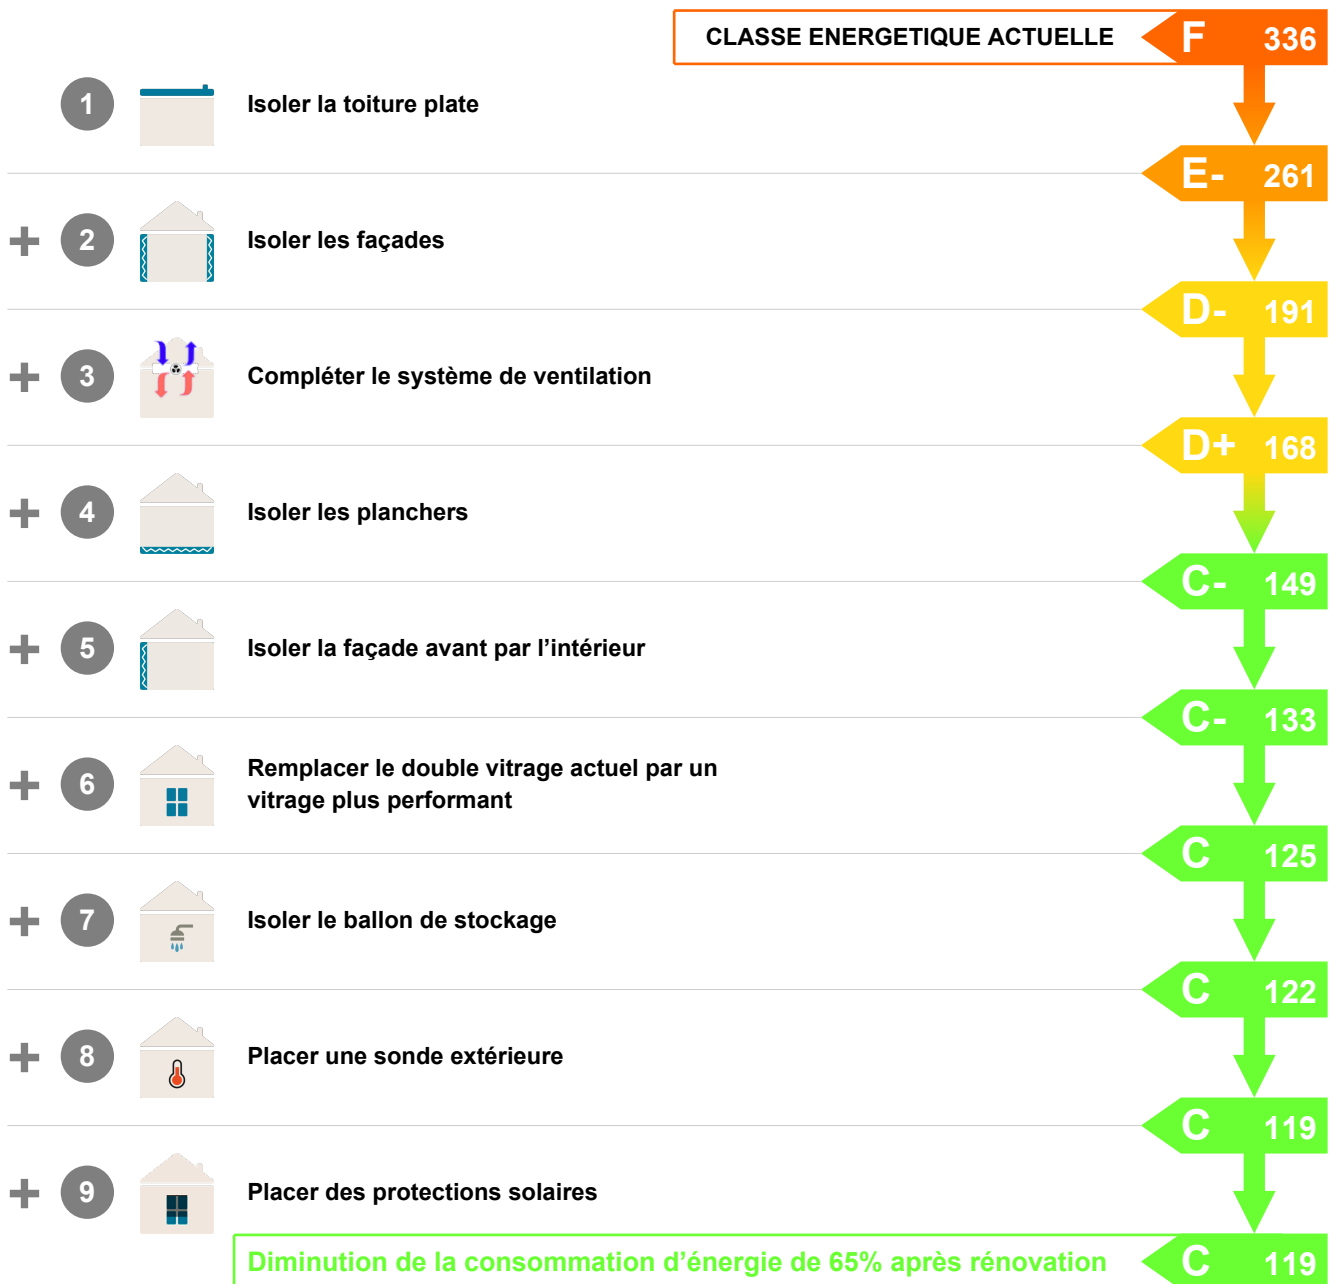 CLASSE ENERGETIQUE ACTUELLE F 336
1 Isoler la toiture plate
E- 261
+ 2 Isoler les façades
D- 191
+ 3 Compléter le système de ventilation
D+ 168
+ 4 Isoler les planchers
C- 149
+ 5 Isoler la façade avant par l’intérieur
C- 133
+ 6 Remplacer le double vitrage actuel par un
vitrage plus performant
C 125
+ 7 Isoler le ballon de stockage
C 122
+ 8 Placer une sonde extérieure
C 119
+ 9 Placer des protections solaires
Diminution de la consommation d’énergie de 65% après rénovation C 119